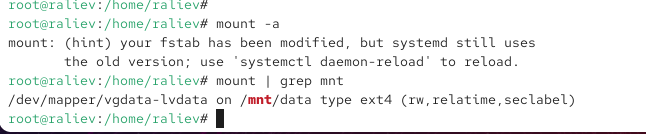 root@raliev:/home/raliev#
root@raliev:/home/raliev# mount -a
mount: (hint) your fstab has been modified, but systemd still uses
       the old version; use 'systemctl daemon-reload' to reload.
root@raliev:/home/raliev# mount | grep mnt
/dev/mapper/vgdata-lvdata on /mnt/data type ext4 (rw,relatime,seclabel)
root@raliev:/home/raliev#